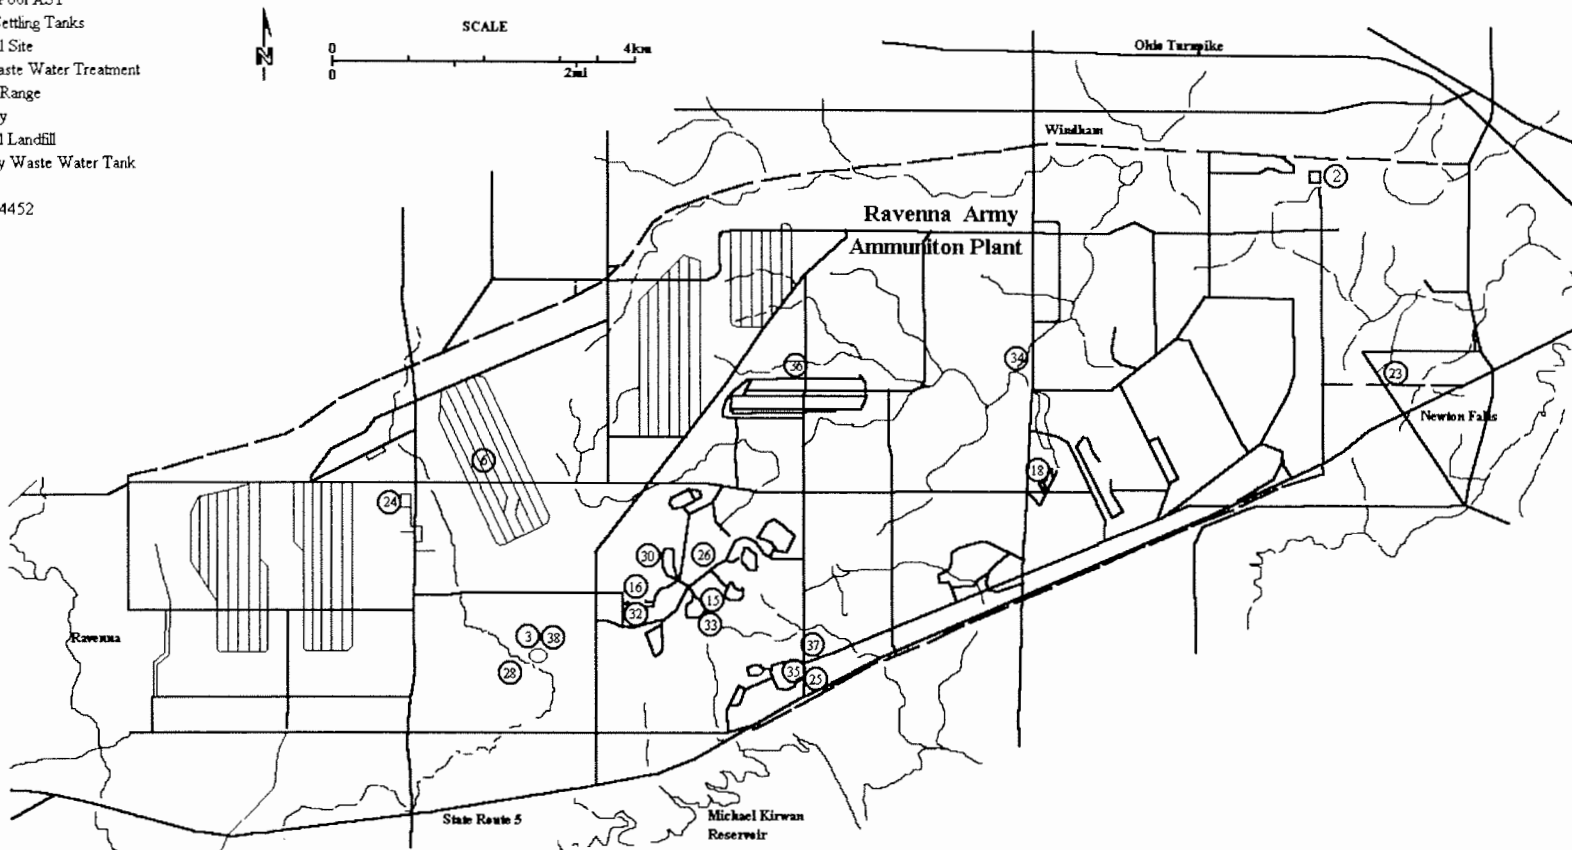 ettling Tanks
l Site
aste Water Treatment
Range
y
l Landfill
y Waste Water Tank
4452
N
SCALE
0
4km
0
2mi
Ohio Turnpike
Windham
2
Ravenna Army
Ammuniton Plant
36
34
23
Newton Falls
6
18
24
30
26
16
15
32
33
Ravenna
3
38
37
28
35
25
State Route 5
Michael Kirwan
Reservoir